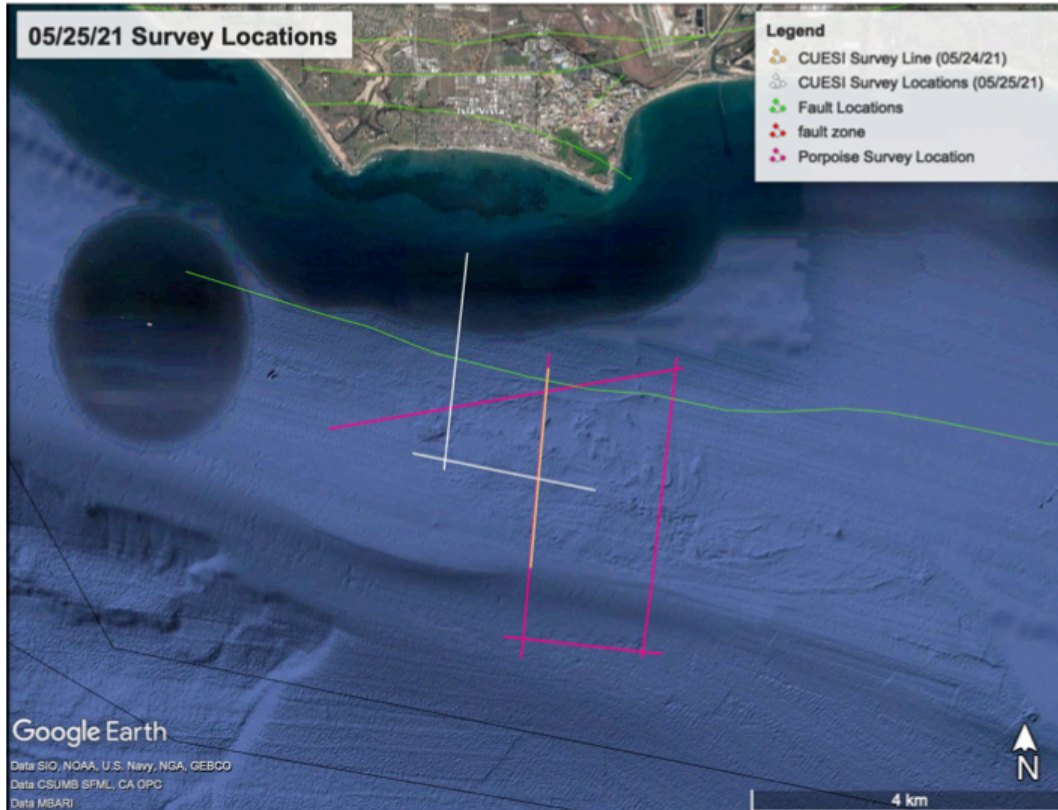 05/25/21 Survey Locations
Legend
CUESI Survey Line (05/24/21)
CUESI Survey Locations (05/25/21)
Fault Locations
fault zone
Porpoise Survey Location
Isla Vista
Google Earth
Data SIO, NOAA, U.S. Navy, NGA, GEBCO
Data CSUMB SFML, CA OPC
Data MBARI
N
4 km